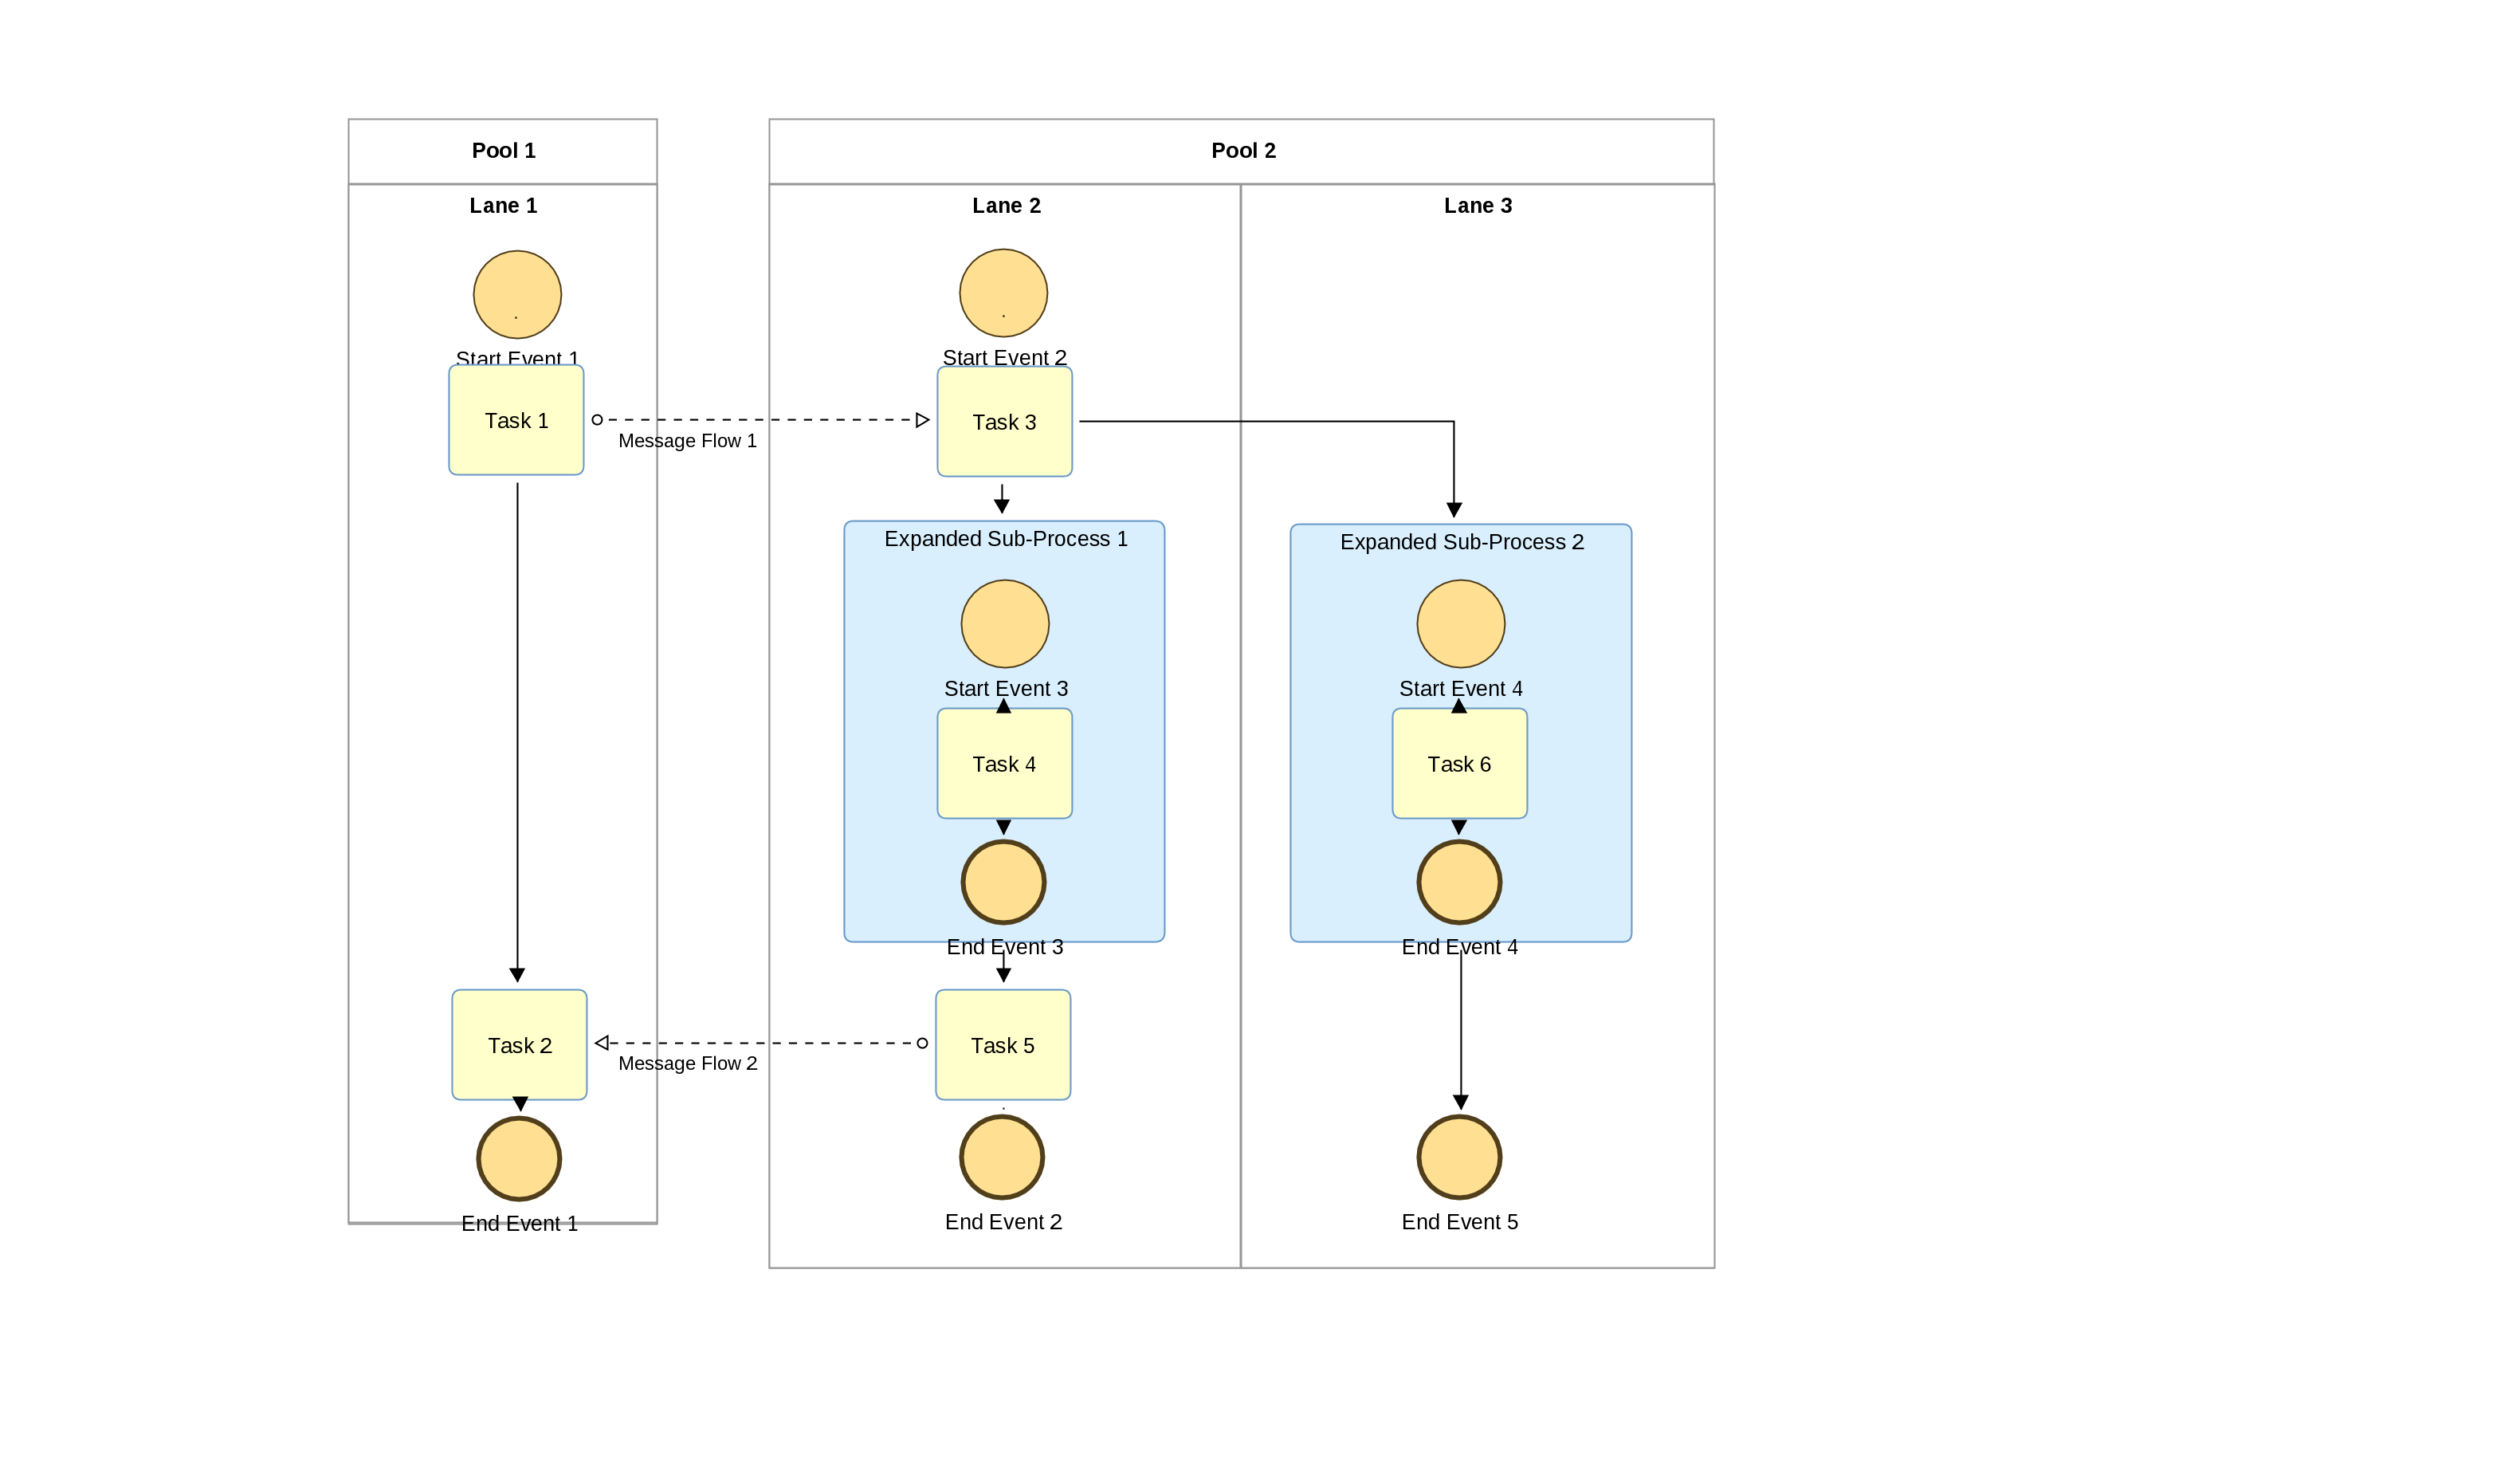 Pool 1
Pool 2
Lane 1
Lane 2
Lane 3
Start Event 1
Start Event 2
Task 1
Task 3
Message Flow 1
Expanded Sub-Process 1
Expanded Sub-Process 2
Start Event 3
Start Event 4
Task 4
Task 6
End Event 3
End Event 4
Task 2
Task 5
Message Flow 2
End Event 1
End Event 2
End Event 5